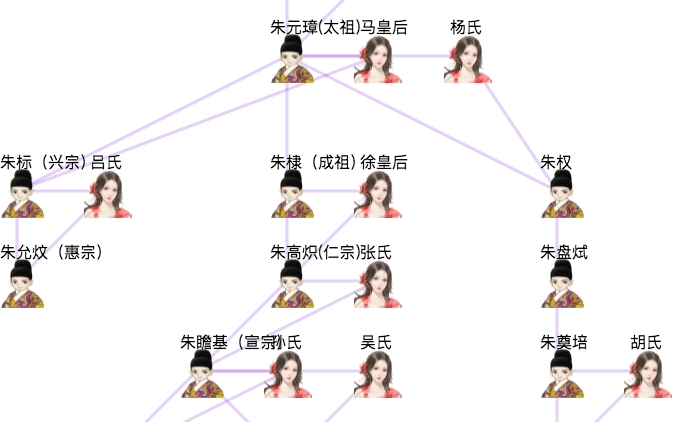 朱元璋(太祖)马皇后 杨氏
朱标（兴宗)吕氏 朱棣（成祖)徐皇后 朱权
朱允炆（惠宗） 朱高炽(仁宗)张氏 朱盘烒
朱瞻基（宣宗)孙氏 吴氏 朱奠培 胡氏